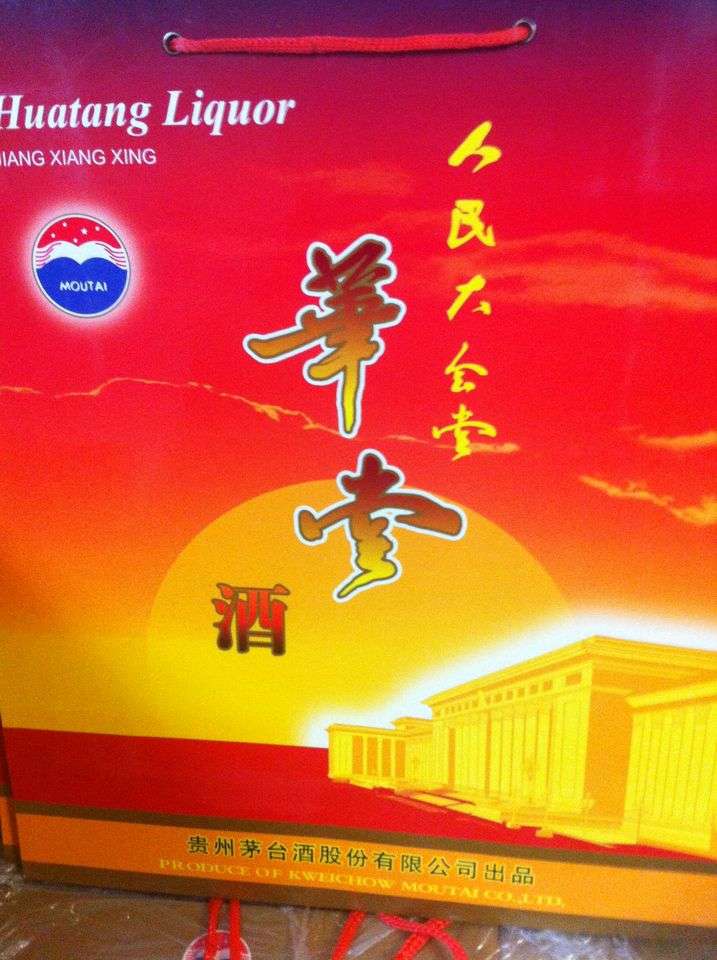 Huatang Liquor
JIANG XIANG XING
MOUTAI
人民大会堂
華堂
酒
贵州茅台酒股份有限公司出品
PRODUCE OF KWEICHOW MOUTAI CO.,LTD.